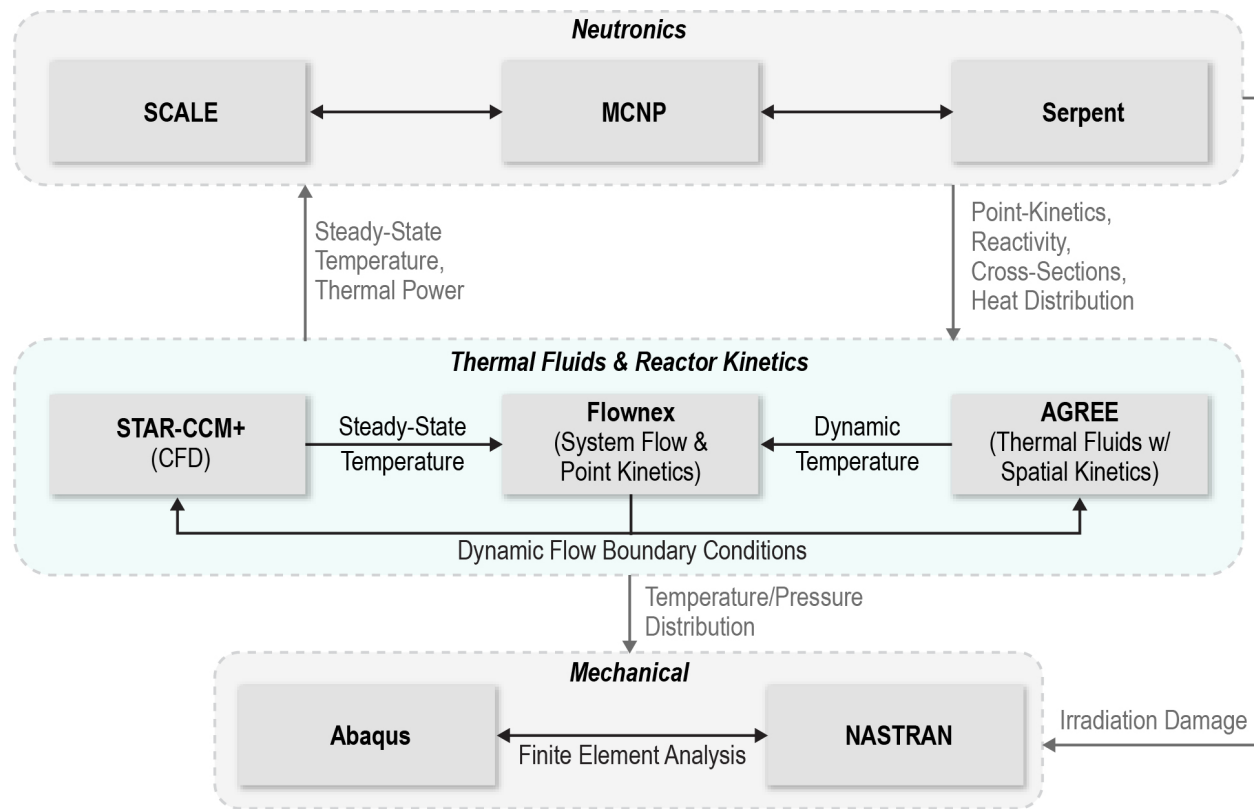 Neutronics
SCALE
MCNP
Serpent
Steady-State
Temperature,
Thermal Power
Point-Kinetics,
Reactivity,
Cross-Sections,
Heat Distribution
Thermal Fluids & Reactor Kinetics
STAR-CCM+
(CFD)
Steady-State
Temperature
Flownex
(System Flow &
Point Kinetics)
Dynamic
Temperature
AGREE
(Thermal Fluids w/
Spatial Kinetics)
Dynamic Flow Boundary Conditions
Temperature/Pressure
Distribution
Mechanical
Abaqus
Finite Element Analysis
NASTRAN
Irradiation Damage